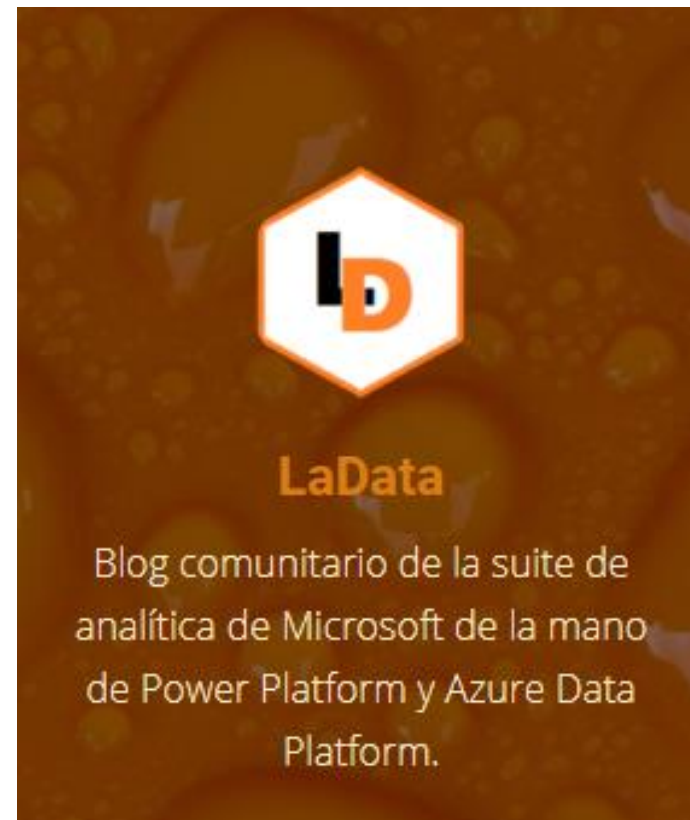 LD
LaData
Blog comunitario de la suite de
analítica de Microsoft de la mano
de Power Platform y Azure Data
Platform.